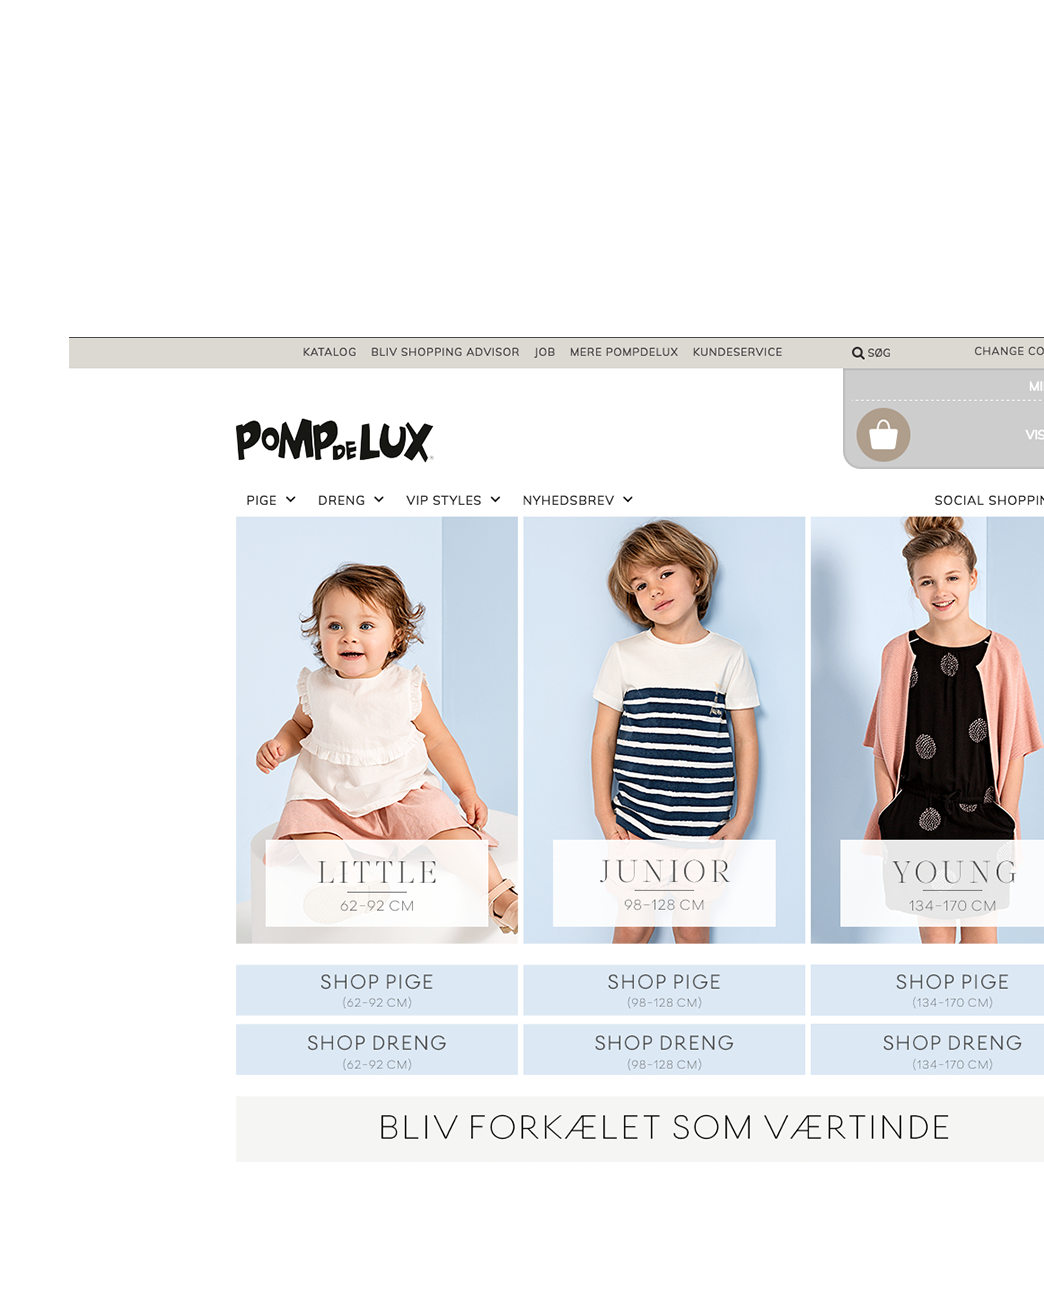 KATALOG BLIV SHOPPING ADVISOR JOB MERE POMPDELUX KUNDESERVICE SØG CHANGE CO
MI
POMP DE LUX
VIS
PIGE DRENG VIP STYLES NYHEDSBREV SOCIAL SHOPPIN
LITTLE JUNIOR YOUNG
62-92 CM 98-128 CM 134-170 CM
SHOP PIGE SHOP PIGE SHOP PIGE
(62-92 CM) (98-128 CM) (134-170 CM)
SHOP DRENG SHOP DRENG SHOP DRENG
(62-92 CM) (98-128 CM) (134-170 CM)
BLIV FORKÆLET SOM VÆRTINDE